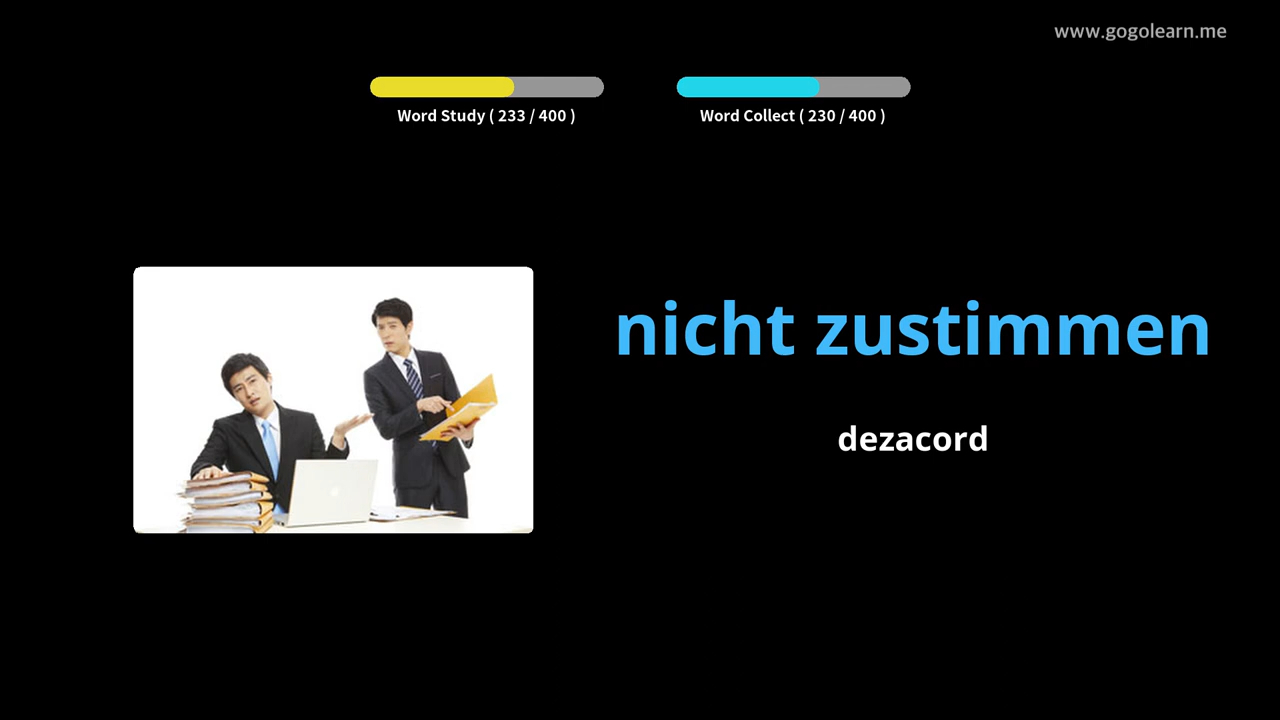 www.gogolearn.me
Word Study ( 233 / 400 )
Word Collect ( 230 / 400 )
nicht zustimmen
dezacord